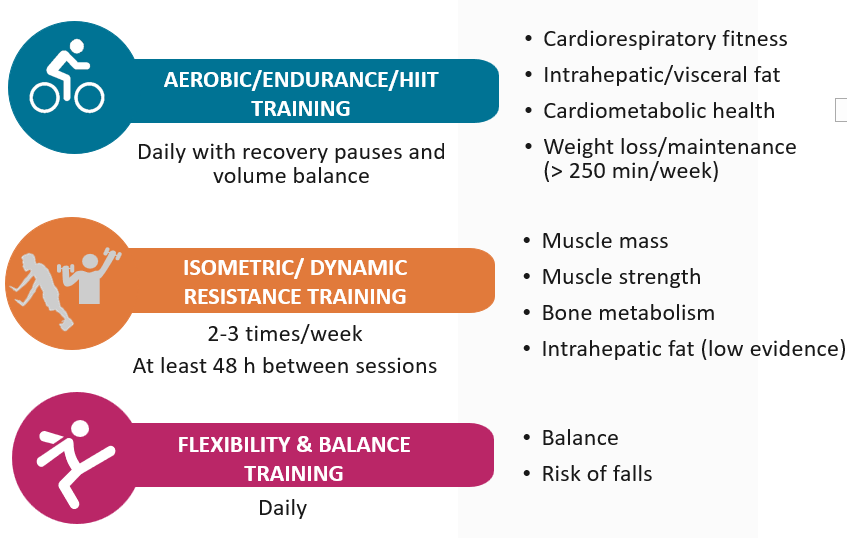 AEROBIC/ENDURANCE/HIIT
TRAINING
Daily with recovery pauses and
volume balance
• Cardiorespiratory fitness
• Intrahepatic/visceral fat
• Cardiometabolic health
• Weight loss/maintenance
(> 250 min/week)
ISOMETRIC/ DYNAMIC
RESISTANCE TRAINING
2-3 times/week
At least 48 h between sessions
• Muscle mass
• Muscle strength
• Bone metabolism
• Intrahepatic fat (low evidence)
FLEXIBILITY & BALANCE
TRAINING
Daily
• Balance
• Risk of falls